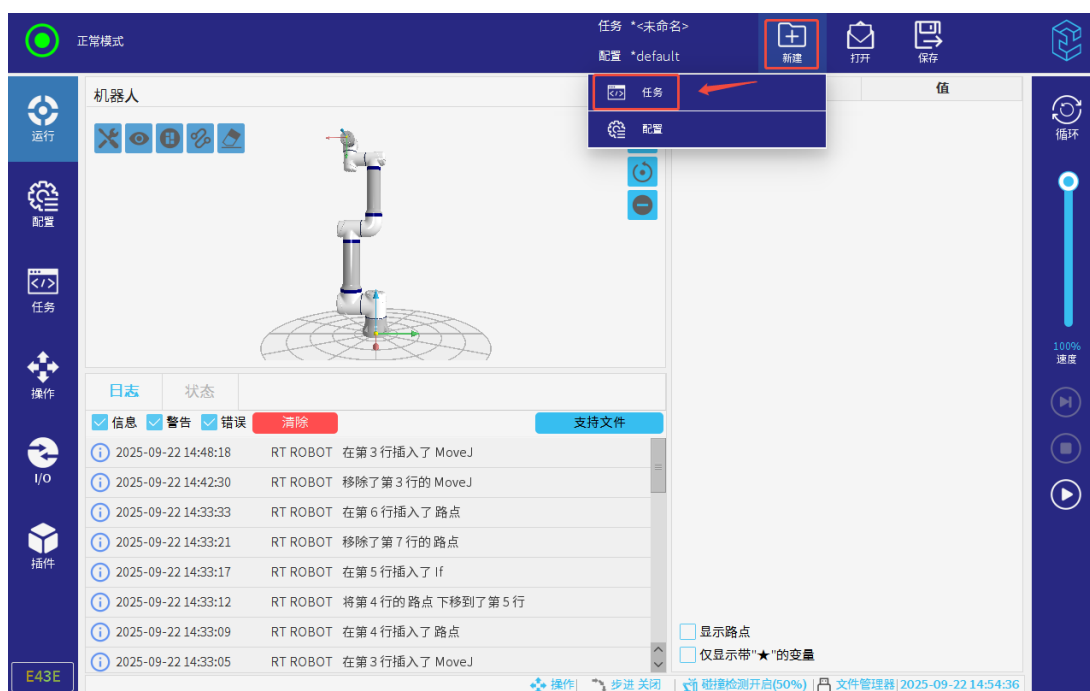 正常模式
任务 *<未命名>
配置 *default
新建
打开
保存
任务
配置
运行
配置
任务
操作
I/O
插件
E43E
机器人
值
循环
100%
速度
日志 状态
信息 警告 错误 清除 支持文件
2025-09-22 14:48:18 RT ROBOT 在第 3 行插入了 MoveJ
2025-09-22 14:42:30 RT ROBOT 移除了第 3 行的 MoveJ
2025-09-22 14:33:33 RT ROBOT 在第 6 行插入了 路点
2025-09-22 14:33:21 RT ROBOT 移除了第 7 行的 路点
2025-09-22 14:33:17 RT ROBOT 在第 5 行插入了 If
2025-09-22 14:33:12 RT ROBOT 将第 4 行的 路点 下移到了第 5 行
2025-09-22 14:33:09 RT ROBOT 在第 4 行插入了 路点
2025-09-22 14:33:05 RT ROBOT 在第 3 行插入了 MoveJ
显示路点
仅显示带"★"的变量
操作| 步进 关闭 | 碰撞检测开启(50%) | 文件管理器|2025-09-22 14:54:36